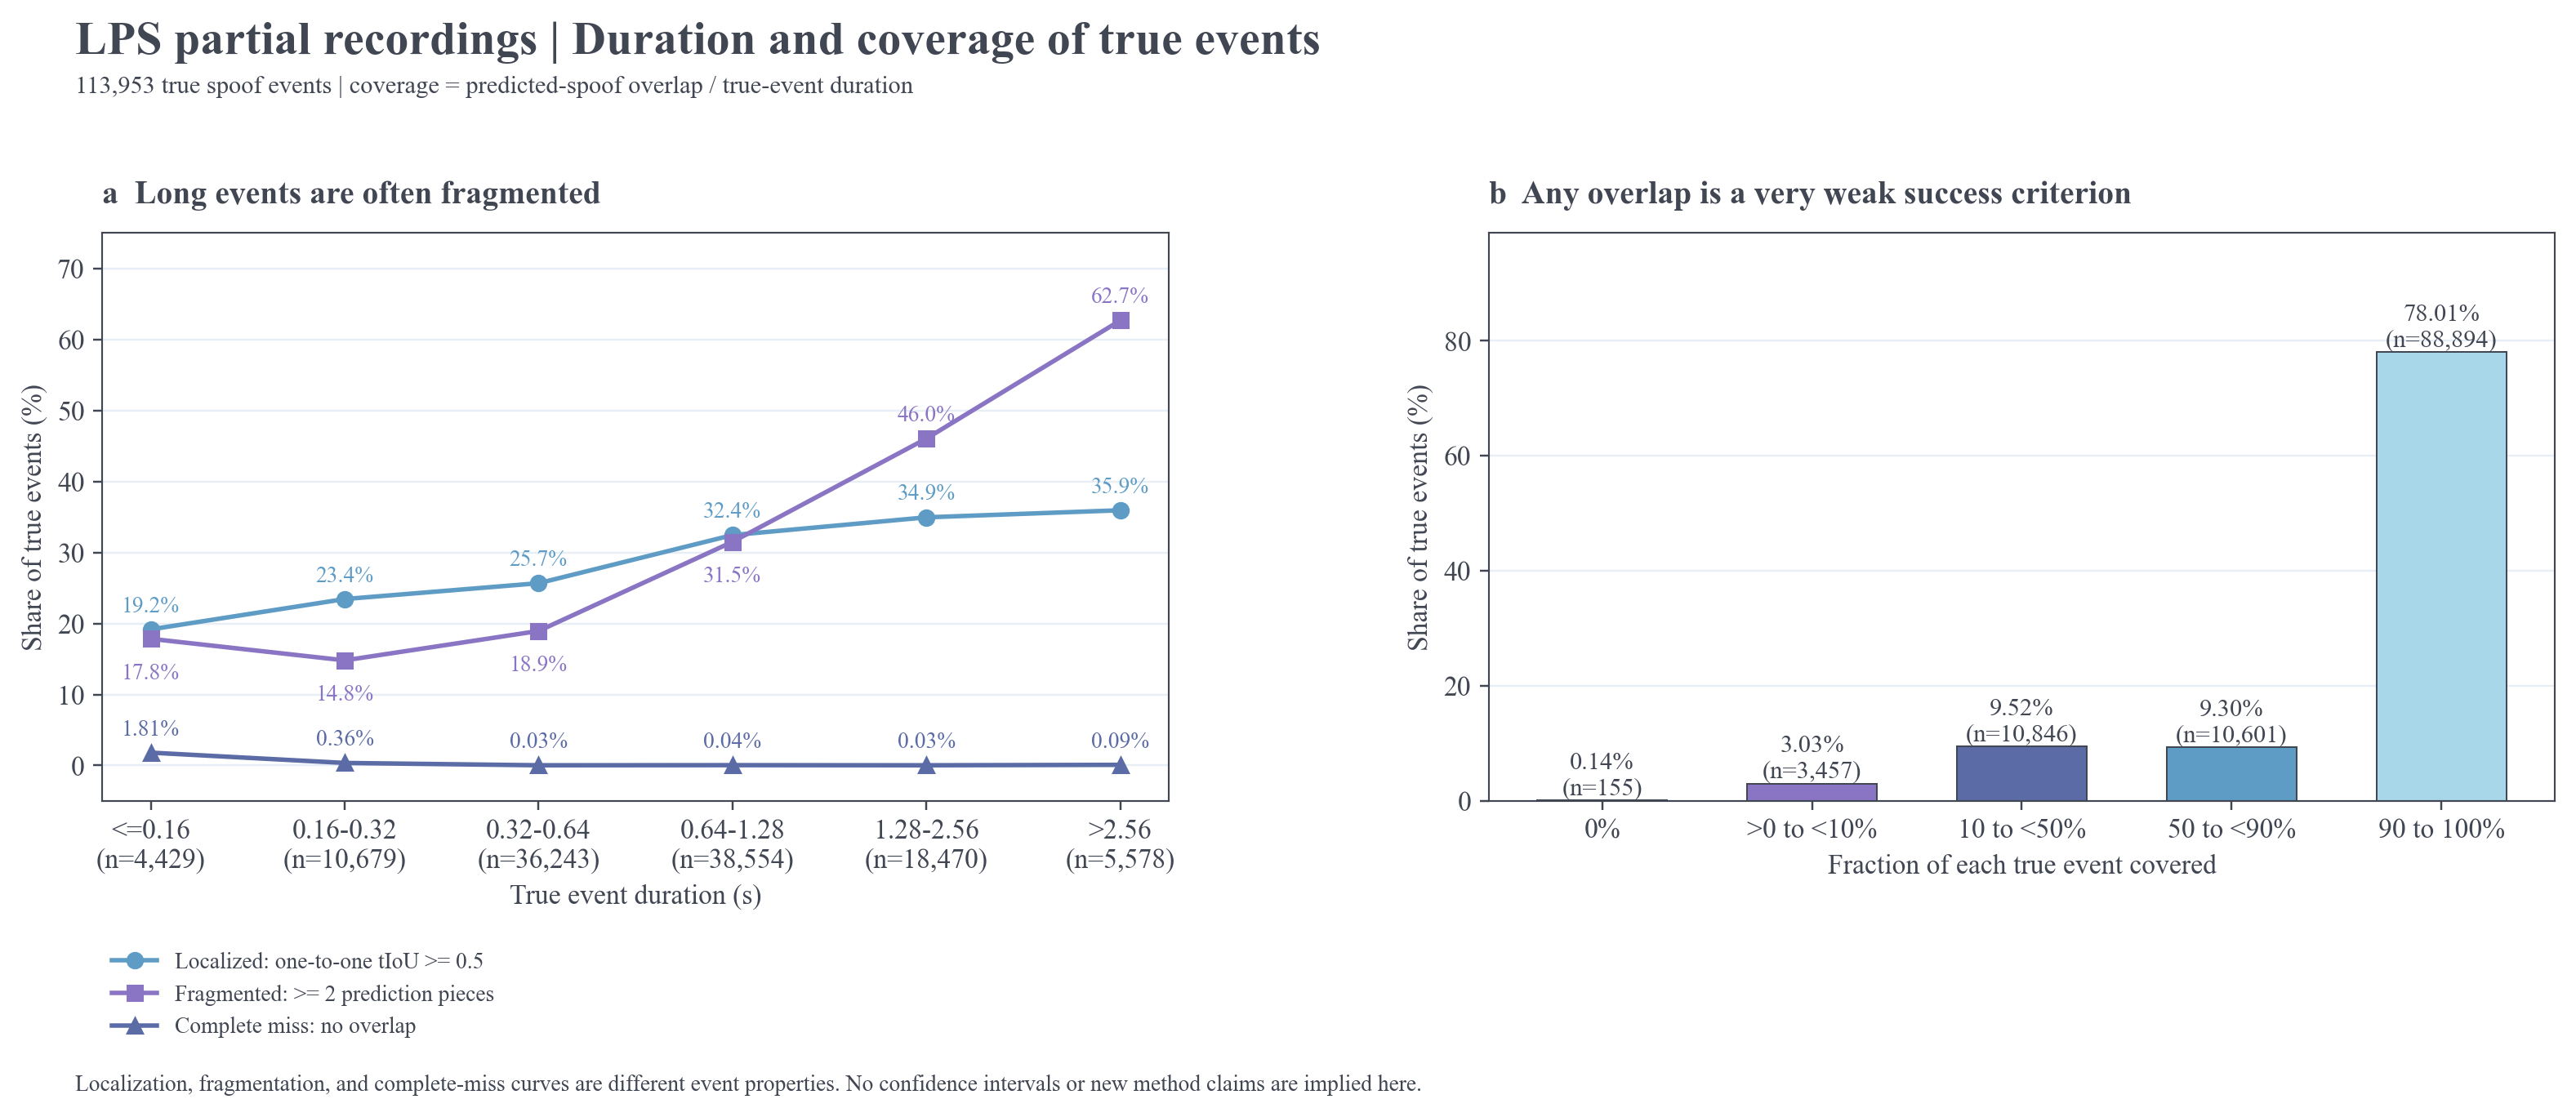 LPS partial recordings | Duration and coverage of true events
113,953 true spoof events | coverage = predicted-spoof overlap / true-event duration
a Long events are often fragmented
Share of true events (%)
70
60
50
40
30
20
10
0
19.2%
23.4%
25.7%
32.4%
34.9%
35.9%
17.8%
14.8%
18.9%
31.5%
46.0%
62.7%
1.81%
0.36%
0.03%
0.04%
0.03%
0.09%
<=0.16
(n=4,429)
0.16-0.32
(n=10,679)
0.32-0.64
(n=36,243)
0.64-1.28
(n=38,554)
1.28-2.56
(n=18,470)
>2.56
(n=5,578)
True event duration (s)
Localized: one-to-one tIoU >= 0.5
Fragmented: >= 2 prediction pieces
Complete miss: no overlap
b Any overlap is a very weak success criterion
Share of true events (%)
80
60
40
20
0
0.14%
(n=155)
3.03%
(n=3,457)
9.52%
(n=10,846)
9.30%
(n=10,601)
78.01%
(n=88,894)
0%
>0 to <10%
10 to <50%
50 to <90%
90 to 100%
Fraction of each true event covered
Localization, fragmentation, and complete-miss curves are different event properties. No confidence intervals or new method claims are implied here.